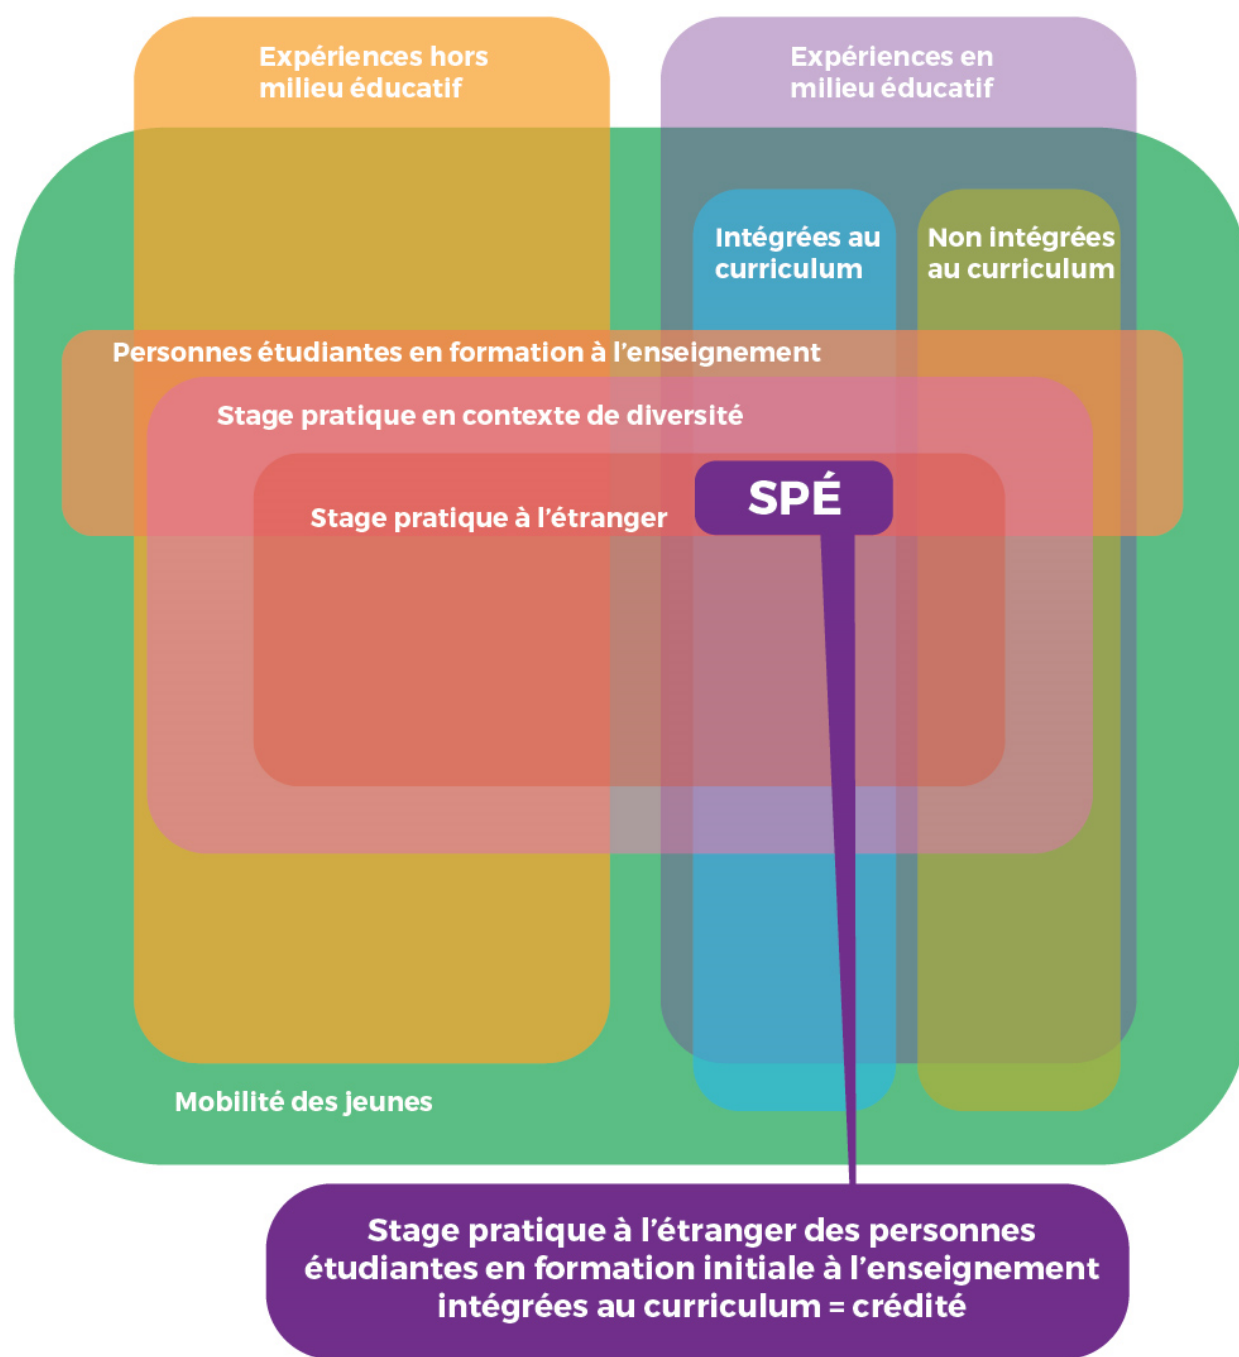 Expériences hors
milieu éducatif
Expériences en
milieu éducatif
Intégrées au
curriculum
Non intégrées
au curriculum
Personnes étudiantes en formation à l’enseignement
Stage pratique en contexte de diversité
SPÉ
Stage pratique à l’étranger
Mobilité des jeunes
Stage pratique à l’étranger des personnes
étudiantes en formation initiale à l’enseignement
intégrées au curriculum = crédité